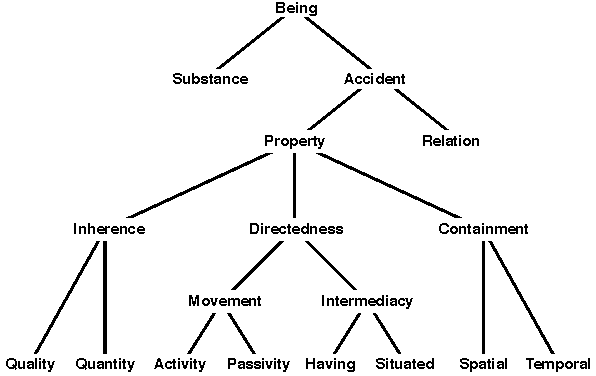 Being
Substance Accident
Property Relation
Inherence Directedness Containment
Movement Intermediacy
Quality Quantity Activity Passivity Having Situated Spatial Temporal